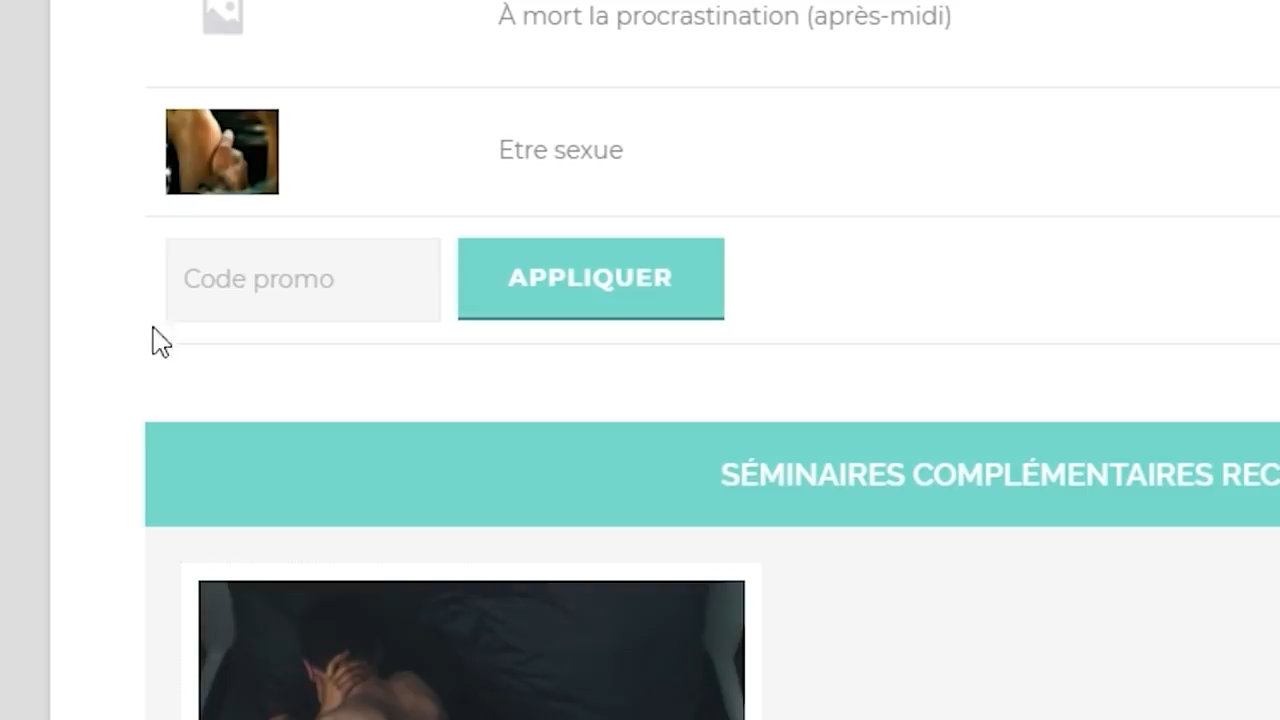 À mort la procrastination (après-midi)
Etre sexue
Code promo
APPLIQUER
SÉMINAIRES COMPLÉMENTAIRES REC